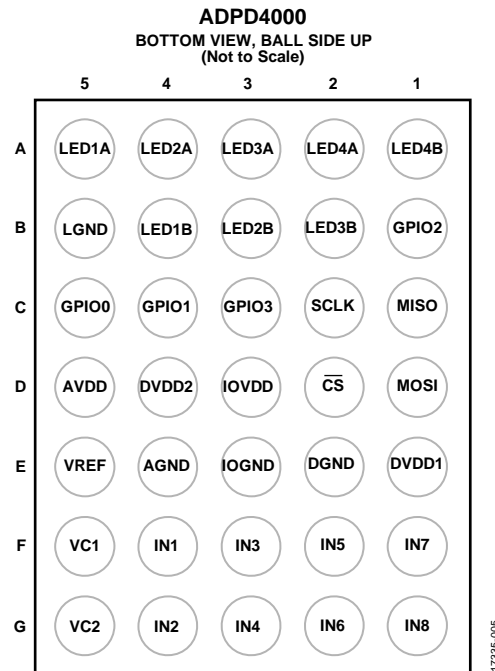 ADPD4000
BOTTOM VIEW, BALL SIDE UP
(Not to Scale)
5 4 3 2 1
A LED1A LED2A LED3A LED4A LED4B
B LGND LED1B LED2B LED3B GPIO2
C GPIO0 GPIO1 GPIO3 SCLK MISO
D AVDD DVDD2 IOVDD C̅S̅ MOSI
E VREF AGND IOGND DGND DVDD1
F VC1 IN1 IN3 IN5 IN7
G VC2 IN2 IN4 IN6 IN8